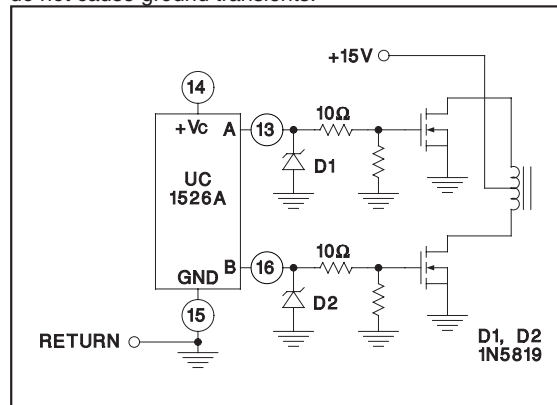 do not cause ground transients.
+15V
14
+VC A 13
10Ω
D1
UC
1526A
B 16
10Ω
GND
D2
15
RETURN
D1, D2
1N5819